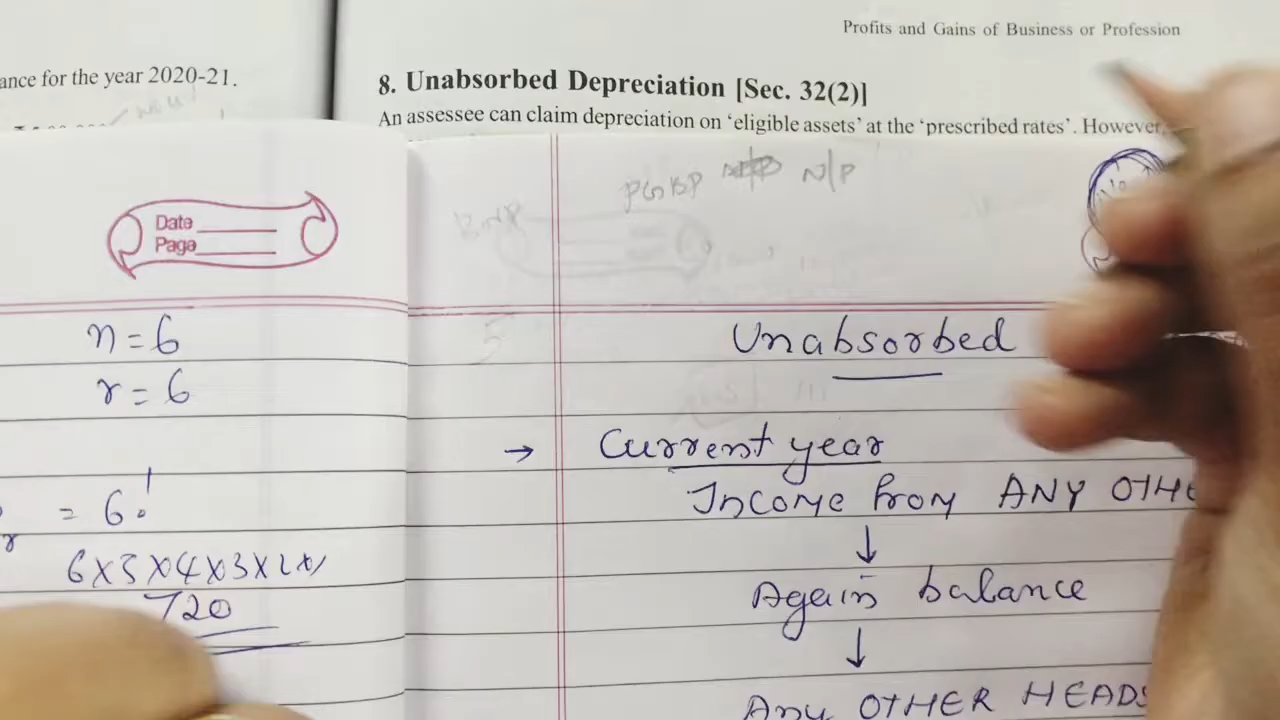 Profits and Gains of Business or Profession
ance for the year 2020-21.
8. Unabsorbed Depreciation [Sec. 32(2)]
An assessee can claim depreciation on ‘eligible assets’ at the ‘prescribed rates’. However,
Date
Page
n = 6
r = 6
= 6!
720
PGBP N/P
Unabsorbed
→ Current year
Income from ANY OTHE
↓
Again balance
↓
Any OTHER HEADS